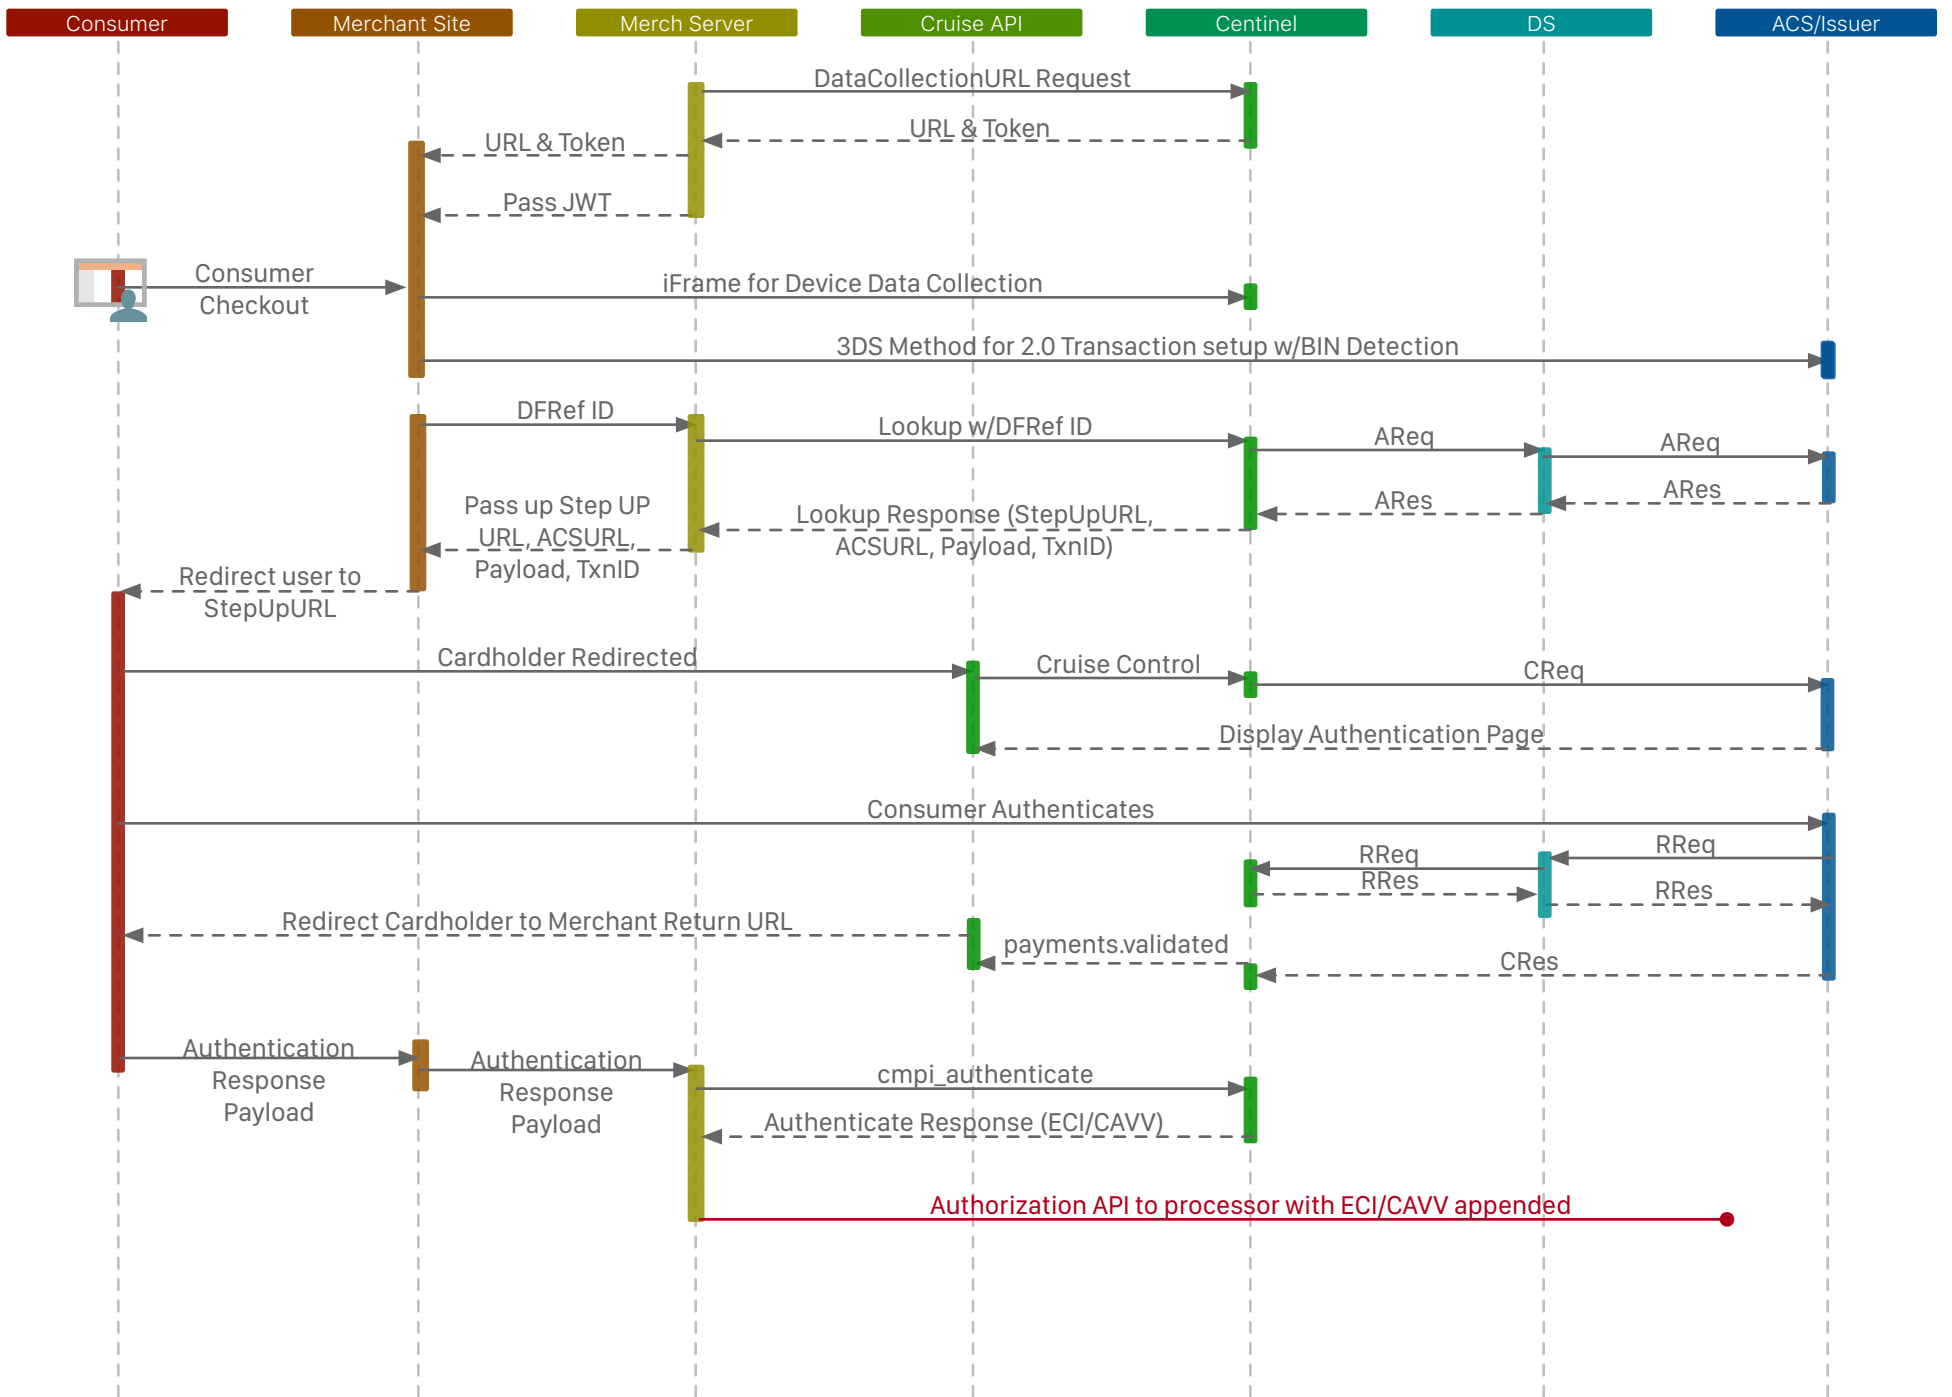 Consumer
Merchant Site
Merch Server
Cruise API
Centinel
DS
ACS/Issuer
DataCollectionURL Request
URL & Token
URL & Token
Pass JWT
Consumer
Checkout
iFrame for Device Data Collection
3DS Method for 2.0 Transaction setup w/BIN Detection
DFRef ID
Lookup w/DFRef ID
AReq
AReq
ARes
ARes
Lookup Response (StepUpURL,
ACSURL, Payload, TxnID)
Pass up Step UP
URL, ACSURL,
Payload, TxnID
Redirect user to
StepUpURL
Cardholder Redirected
Cruise Control
CReq
Display Authentication Page
Consumer Authenticates
RReq
RReq
RRes
RRes
Redirect Cardholder to Merchant Return URL
payments.validated
CRes
Authentication
Response
Payload
Authentication
Response
Payload
cmpi_authenticate
Authenticate Response (ECI/CAVV)
Authorization API to processor with ECI/CAVV appended